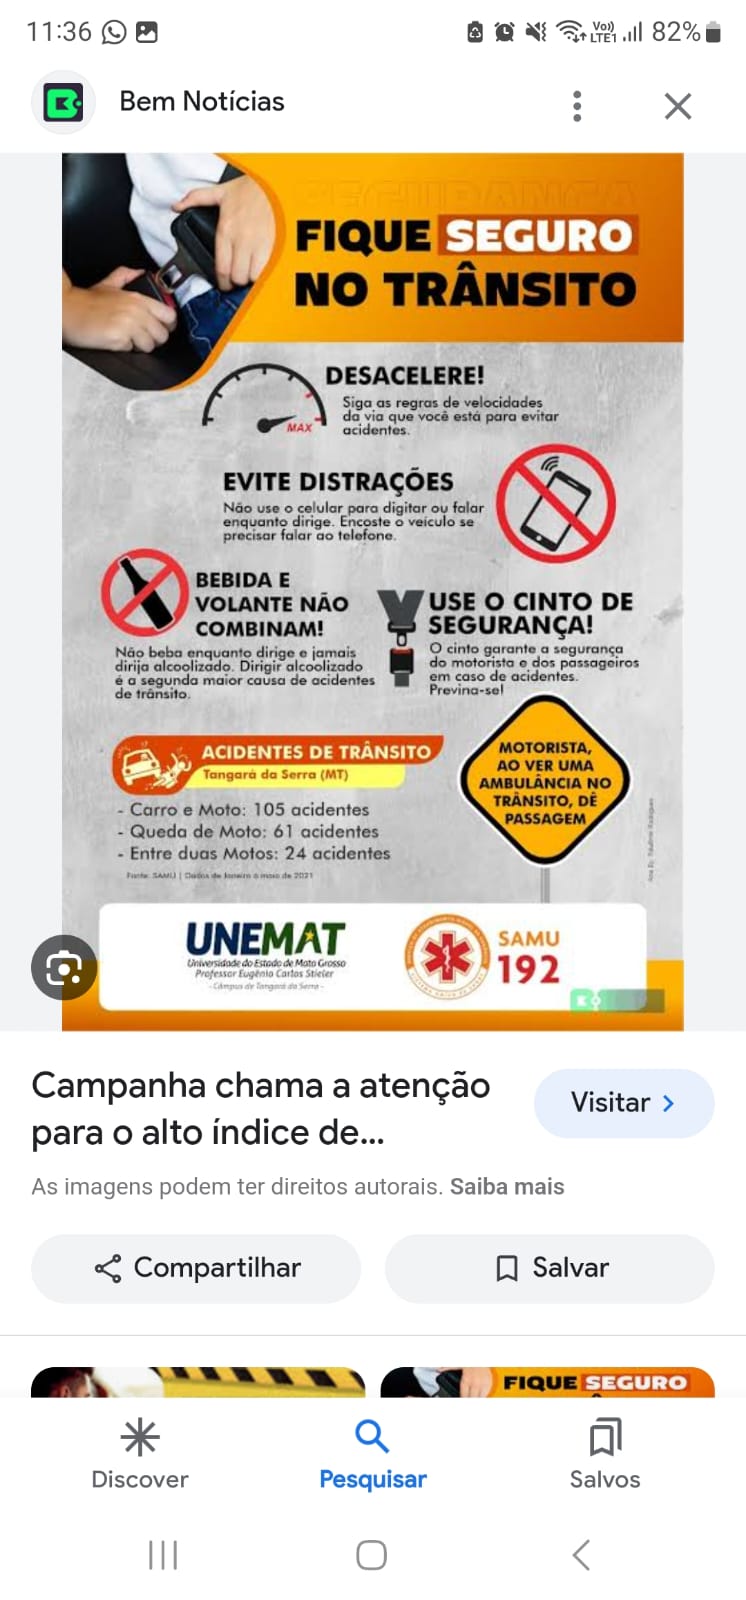 11:36
Vo))
LTE1
82%
Bem Notícias
SEGURANÇA
FIQUE SEGURO
NO TRÂNSITO
DESACELERE!
Siga as regras de velocidades
da via que você está para evitar
acidentes.
MAX
EVITE DISTRAÇÕES
Não use o celular para digitar ou falar
enquanto dirige. Encoste o veículo se
precisar falar ao telefone.
BEBIDA E
VOLANTE NÃO
COMBINAM!
Não beba enquanto dirige e jamais
dirija alcoolizado. Dirigir alcoolizado
é a segunda maior causa de acidentes
de trânsito.
USE O CINTO DE
SEGURANÇA!
O cinto garante a segurança
do motorista e dos passageiros
em caso de acidentes.
Previna-se!
ACIDENTES DE TRÂNSITO
Tangará da Serra (MT)
- Carro e Moto: 105 acidentes
- Queda de Moto: 61 acidentes
- Entre duas Motos: 24 acidentes
Fonte: SAMU | Dados de Janeiro a maio de 2021
MOTORISTA,
AO VER UMA
AMBULÂNCIA NO
TRÂNSITO, DÊ
PASSAGEM
UNEMAT
Universidade do Estado de Mato Grosso
Professor Eugênio Carlos Stieler
- Câmpus de Tangará da Serra -
SAMU
192
Campanha chama a atenção
para o alto índice de...
Visitar
As imagens podem ter direitos autorais. Saiba mais
Compartilhar
Salvar
FIQUE SEGURO
Discover
Pesquisar
Salvos